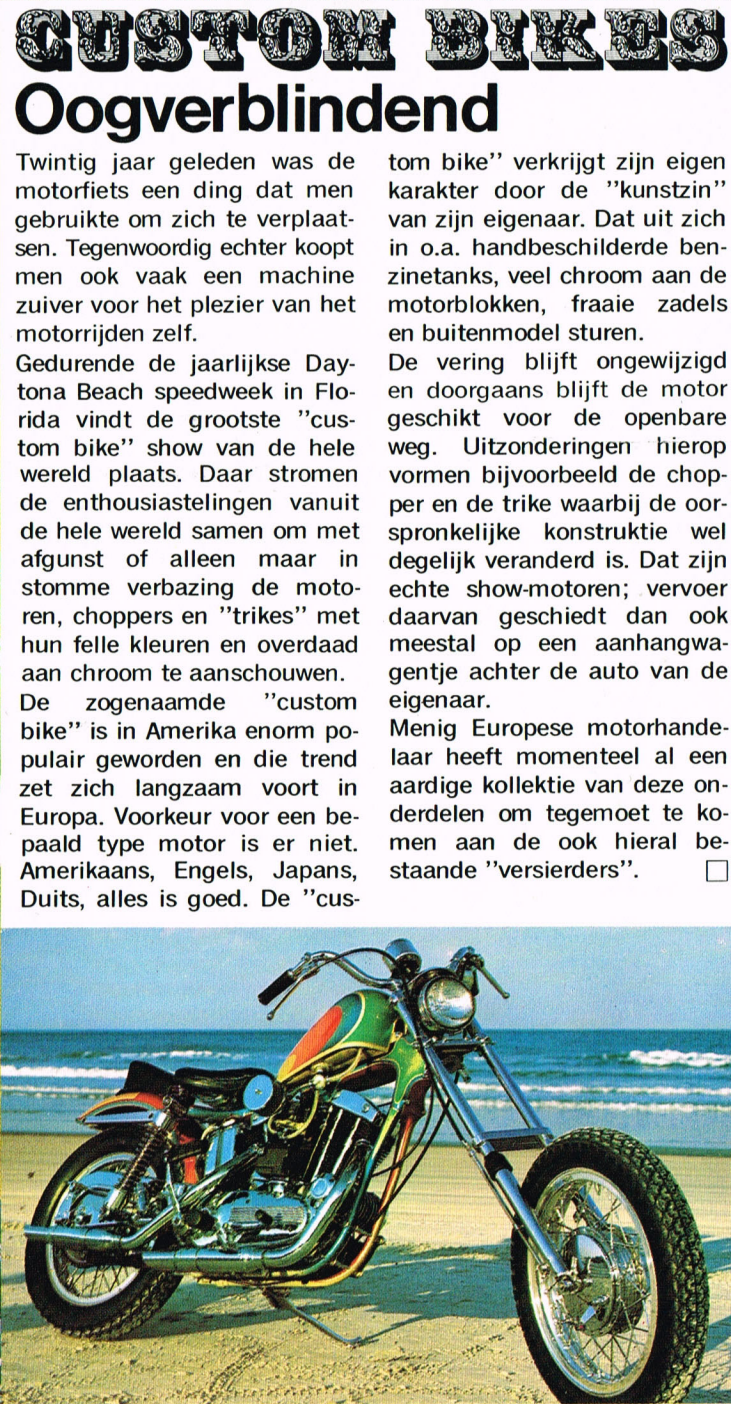 CUSTOM BIKES
Oogverblindend
Twintig jaar geleden was de
motorfiets een ding dat men
gebruikte om zich te verplaat-
sen. Tegenwoordig echter koopt
men ook vaak een machine
zuiver voor het plezier van het
motorrijden zelf.
Gedurende de jaarlijkse Day-
tona Beach speedweek in Flo-
rida vindt de grootste ''cus-
tom bike'' show van de hele
wereld plaats. Daar stromen
de enthousiastelingen vanuit
de hele wereld samen om met
afgunst of alleen maar in
stomme verbazing de moto-
ren, choppers en ''trikes'' met
hun felle kleuren en overdaad
aan chroom te aanschouwen.
De zogenaamde ''custom
bike'' is in Amerika enorm po-
pulair geworden en die trend
zet zich langzaam voort in
Europa. Voorkeur voor een be-
paald type motor is er niet.
Amerikaans, Engels, Japans,
Duits, alles is goed. De ''cus-
tom bike'' verkrijgt zijn eigen
karakter door de ''kunstzin''
van zijn eigenaar. Dat uit zich
in o.a. handbeschilderde ben-
zinetanks, veel chroom aan de
motorblokken, fraaie zadels
en buitenmodel sturen.
De vering blijft ongewijzigd
en doorgaans blijft de motor
geschikt voor de openbare
weg. Uitzonderingen hierop
vormen bijvoorbeeld de chop-
per en de trike waarbij de oor-
spronkelijke konstruktie wel
degelijk veranderd is. Dat zijn
echte show-motoren; vervoer
daarvan geschiedt dan ook
meestal op een aanhangwa-
gentje achter de auto van de
eigenaar.
Menig Europese motorhande-
laar heeft momenteel al een
aardige kollektie van deze on-
derdelen om tegemoet te ko-
men aan de ook hieral be-
staande ''versierders''. □